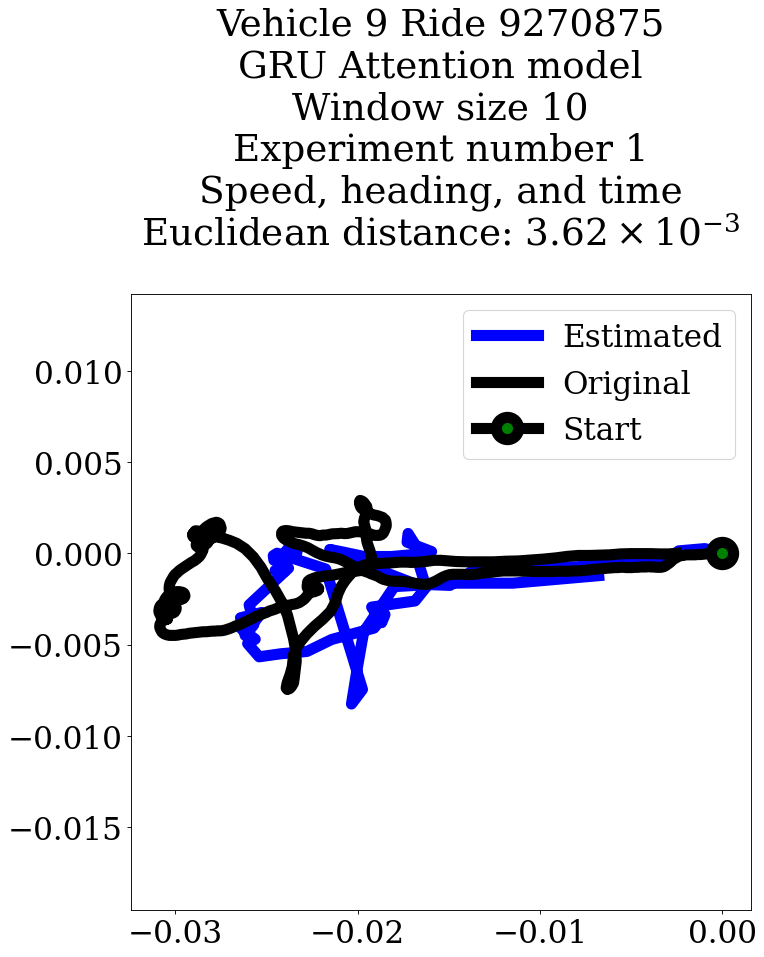 Vehicle 9 Ride 9270875
GRU Attention model
Window size 10
Experiment number 1
Speed, heading, and time
Euclidean distance: 3.62 × 10⁻³
Estimated
Original
Start
0.010
0.005
0.000
−0.005
−0.010
−0.015
−0.03 −0.02 −0.01 0.00